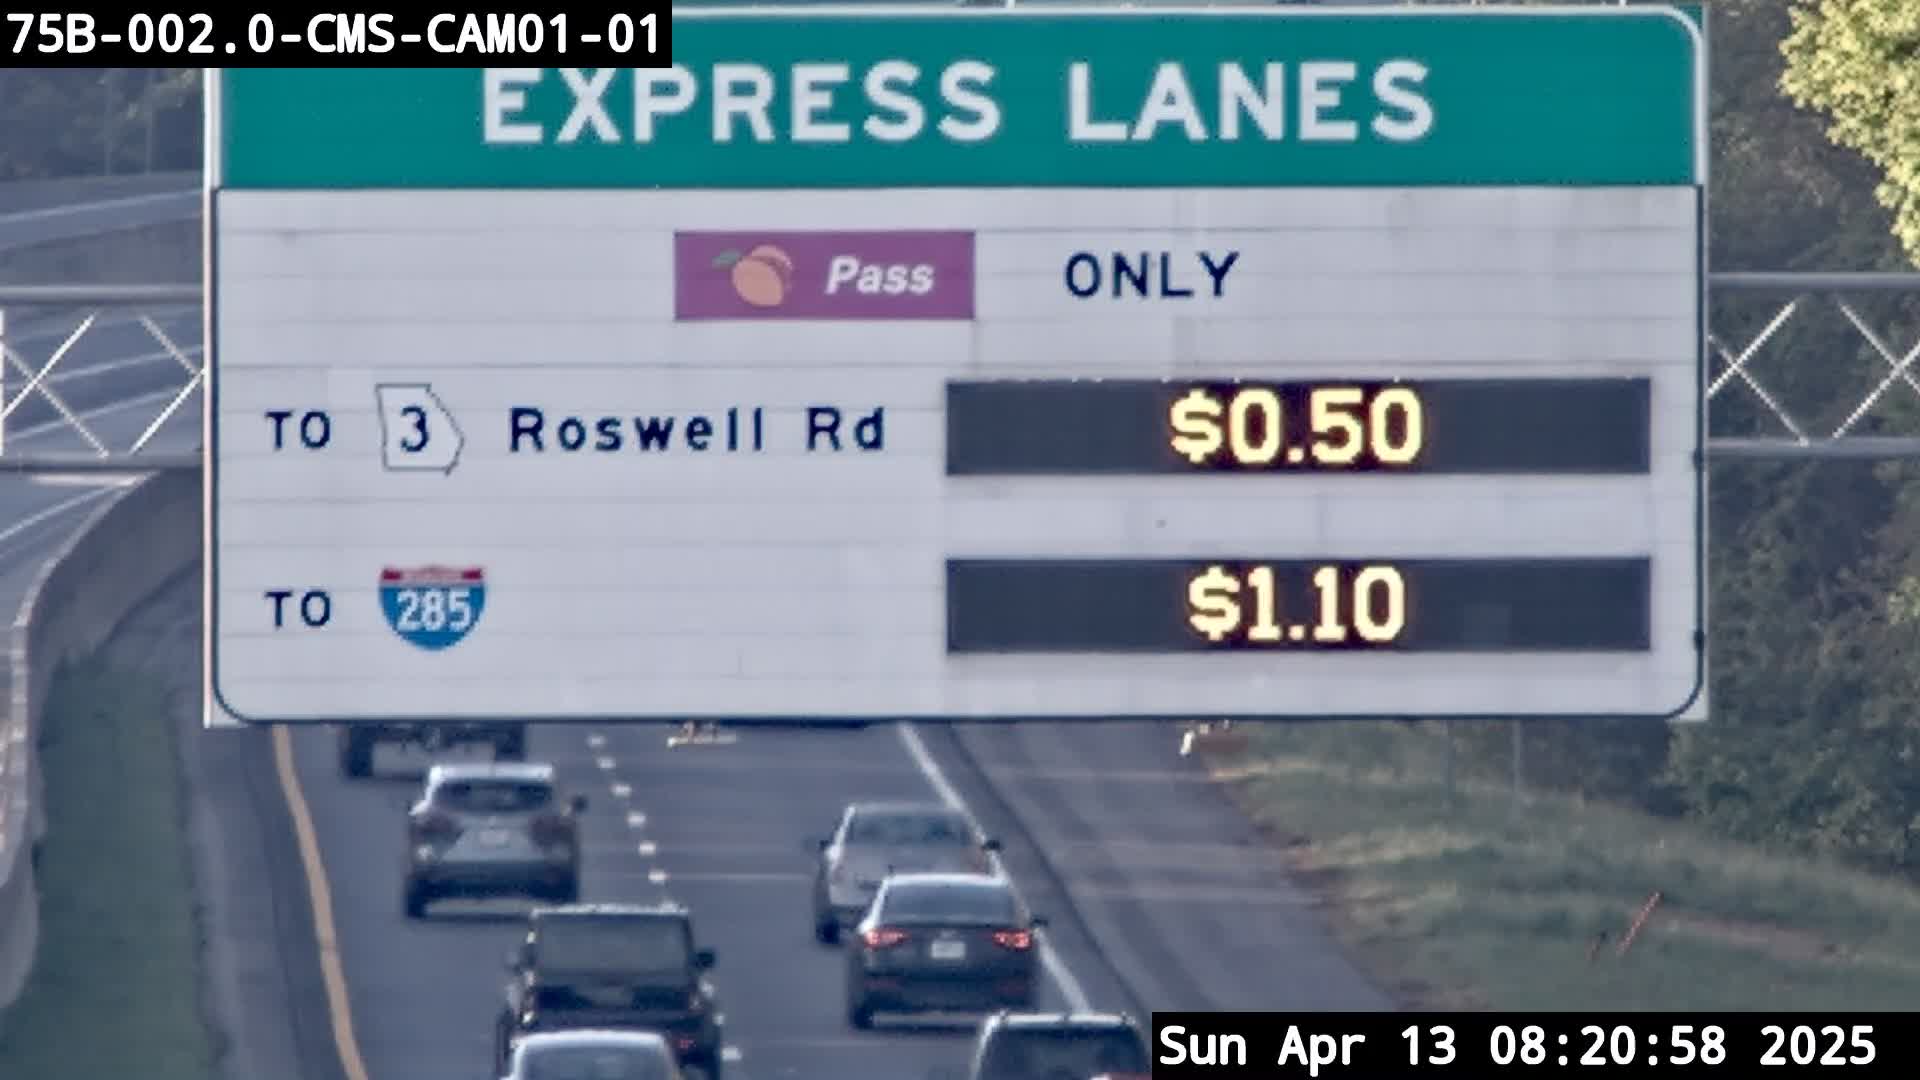 75B-002.0-CMS-CAM01-01
EXPRESS LANES
Pass ONLY
TO 3 Roswell Rd $0.50
TO 285 $1.10
Sun Apr 13 08:20:58 2025